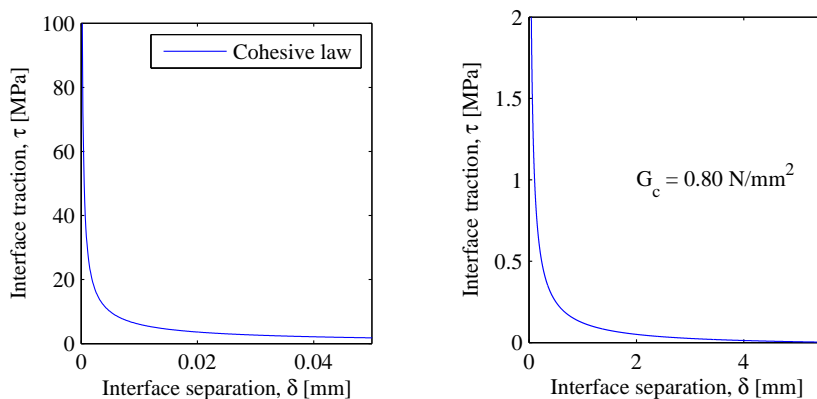 100
80
60
40
20
0
Interface traction, τ [MPa]
Cohesive law
0
0.02
0.04
Interface separation, δ [mm]
2
1.5
1
0.5
0
Interface traction, τ [MPa]
G_c = 0.80 N/mm²
0
2
4
Interface separation, δ [mm]